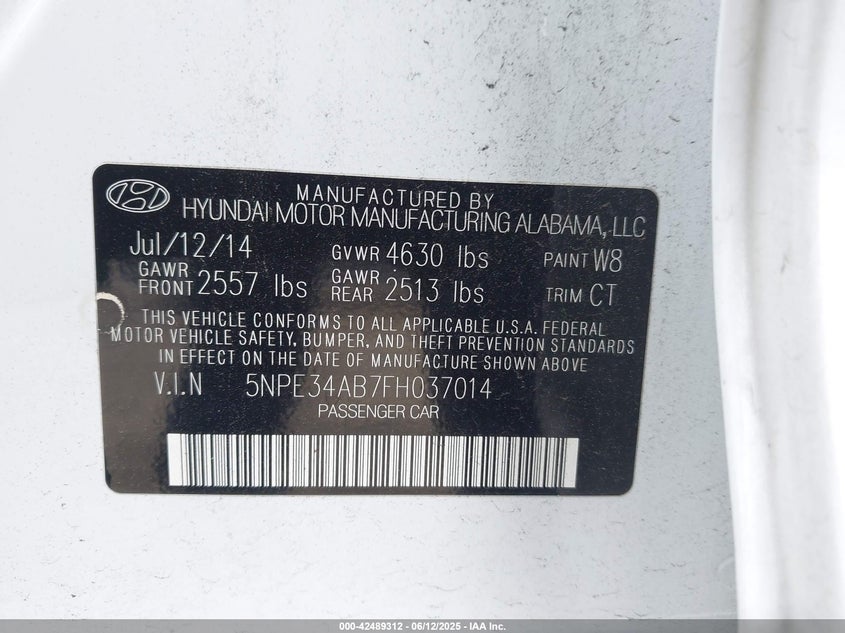 MANUFACTURED BY
HYUNDAI MOTOR MANUFACTURING ALABAMA, LLC
Jul/12/14 GVWR 4630 lbs PAINT W8
GAWR FRONT 2557 lbs GAWR REAR 2513 lbs TRIM CT
THIS VEHICLE CONFORMS TO ALL APPLICABLE U.S.A. FEDERAL
MOTOR VEHICLE SAFETY, BUMPER, AND THEFT PREVENTION STANDARDS
IN EFFECT ON THE DATE OF MANUFACTURE SHOWN ABOVE
V.I.N 5NPE34AB7FH037014
PASSENGER CAR
000-42489312 - 06/12/2025 - IAA Inc.